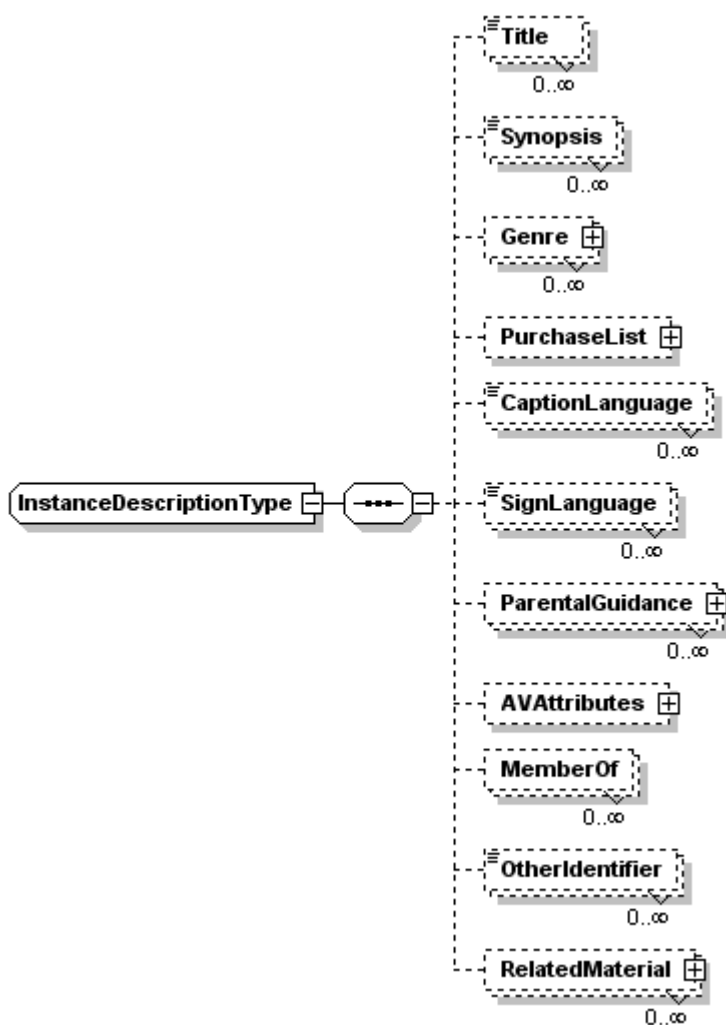 Title
0..∞
Synopsis
0..∞
Genre
0..∞
PurchaseList
CaptionLanguage
0..∞
InstanceDescriptionType
SignLanguage
0..∞
ParentalGuidance
0..∞
AVAttributes
MemberOf
0..∞
OtherIdentifier
0..∞
RelatedMaterial
0..∞